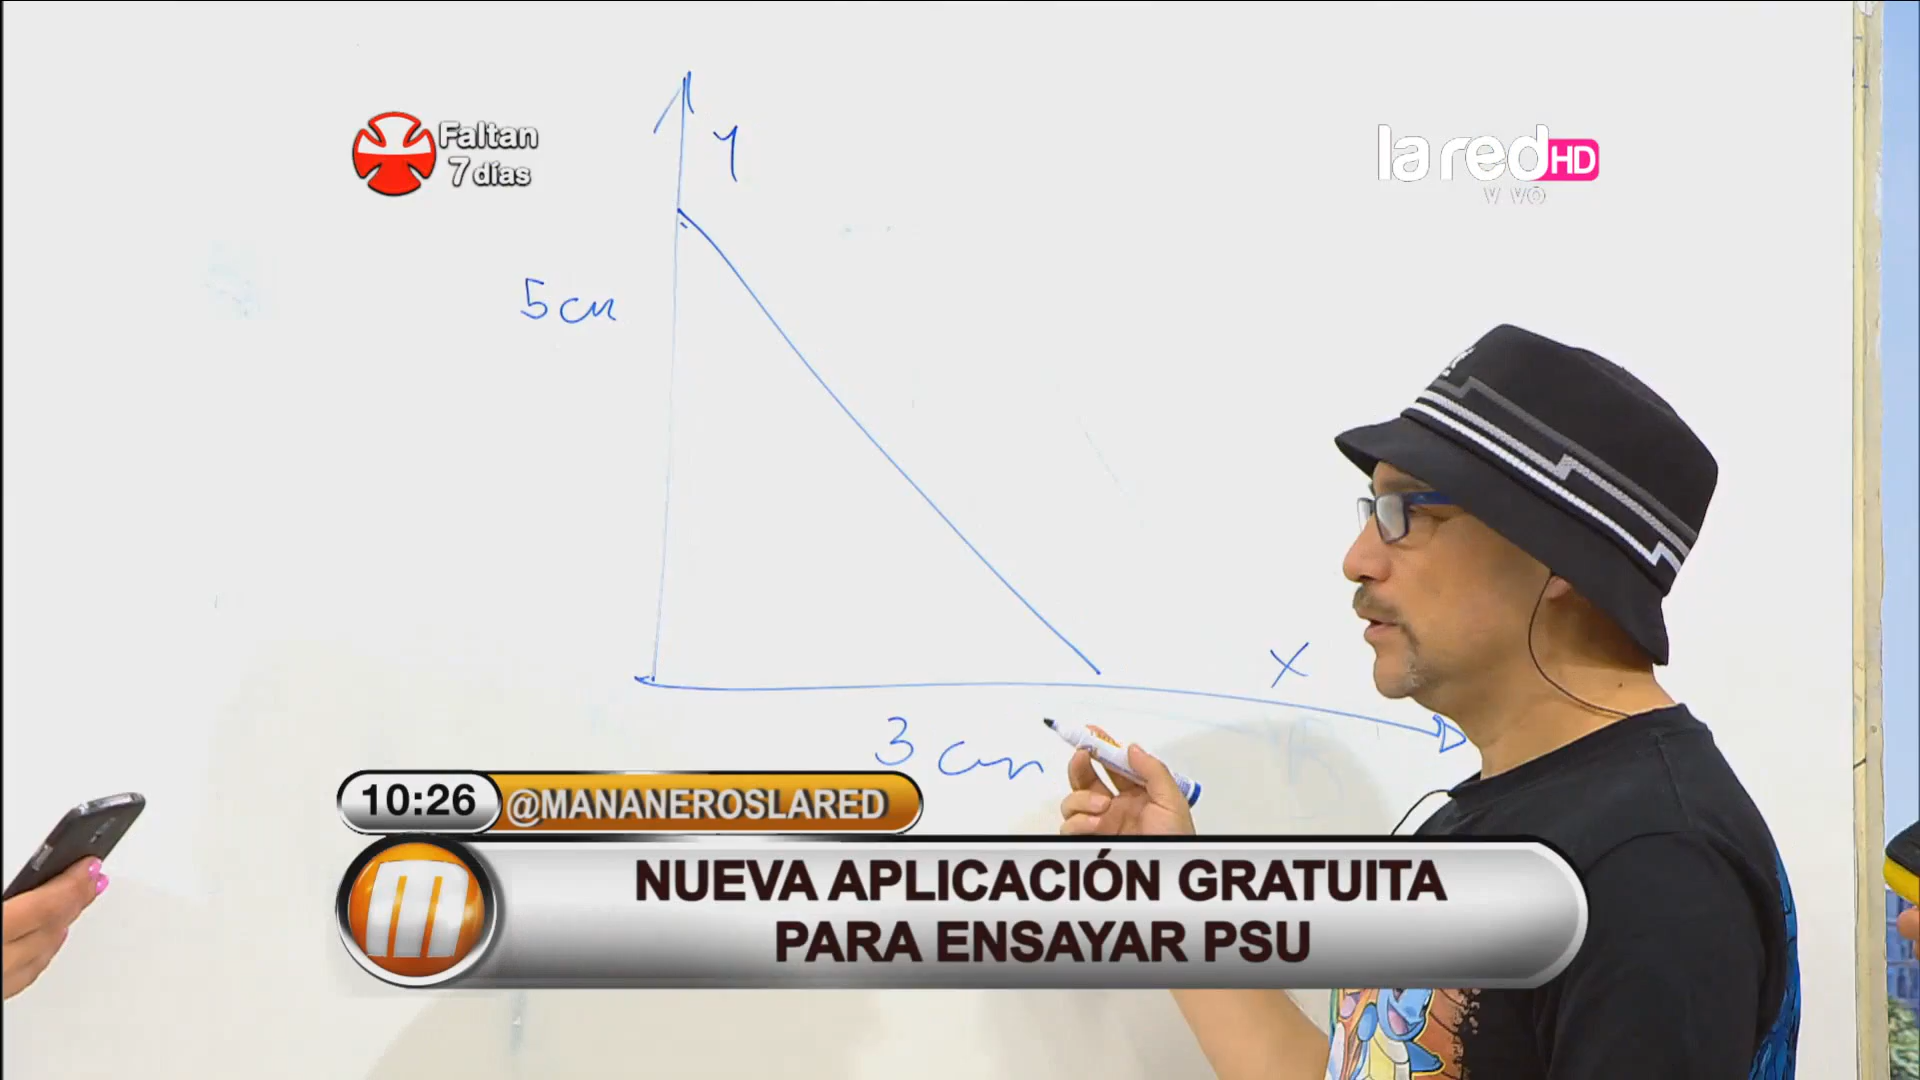 Faltan
7 días
la red HD
VIVO
Y
5 cm
X
3 cm
10:26 @MANANEROSLARED
m
NUEVA APLICACIÓN GRATUITA
PARA ENSAYAR PSU